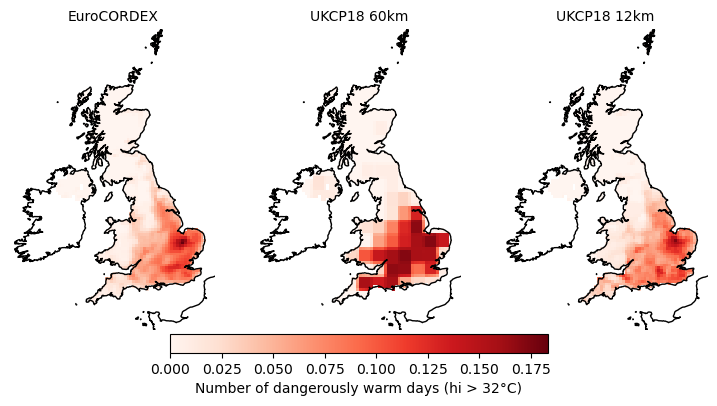 EuroCORDEX UKCP18 60km UKCP18 12km
0.000 0.025 0.050 0.075 0.100 0.125 0.150 0.175
Number of dangerously warm days (hi > 32°C)